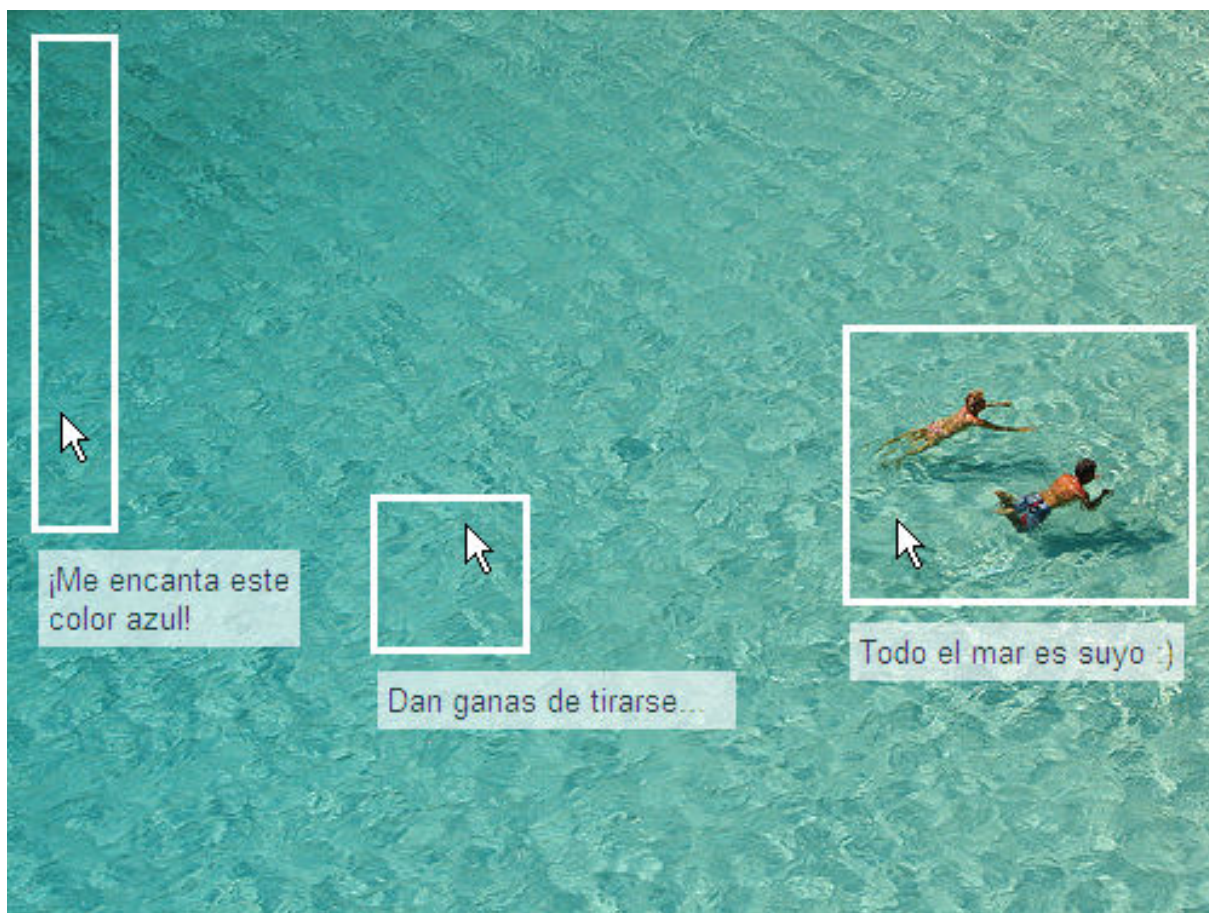 ¡Me encanta este
color azul!
Dan ganas de tirarse...
Todo el mar es suyo :)